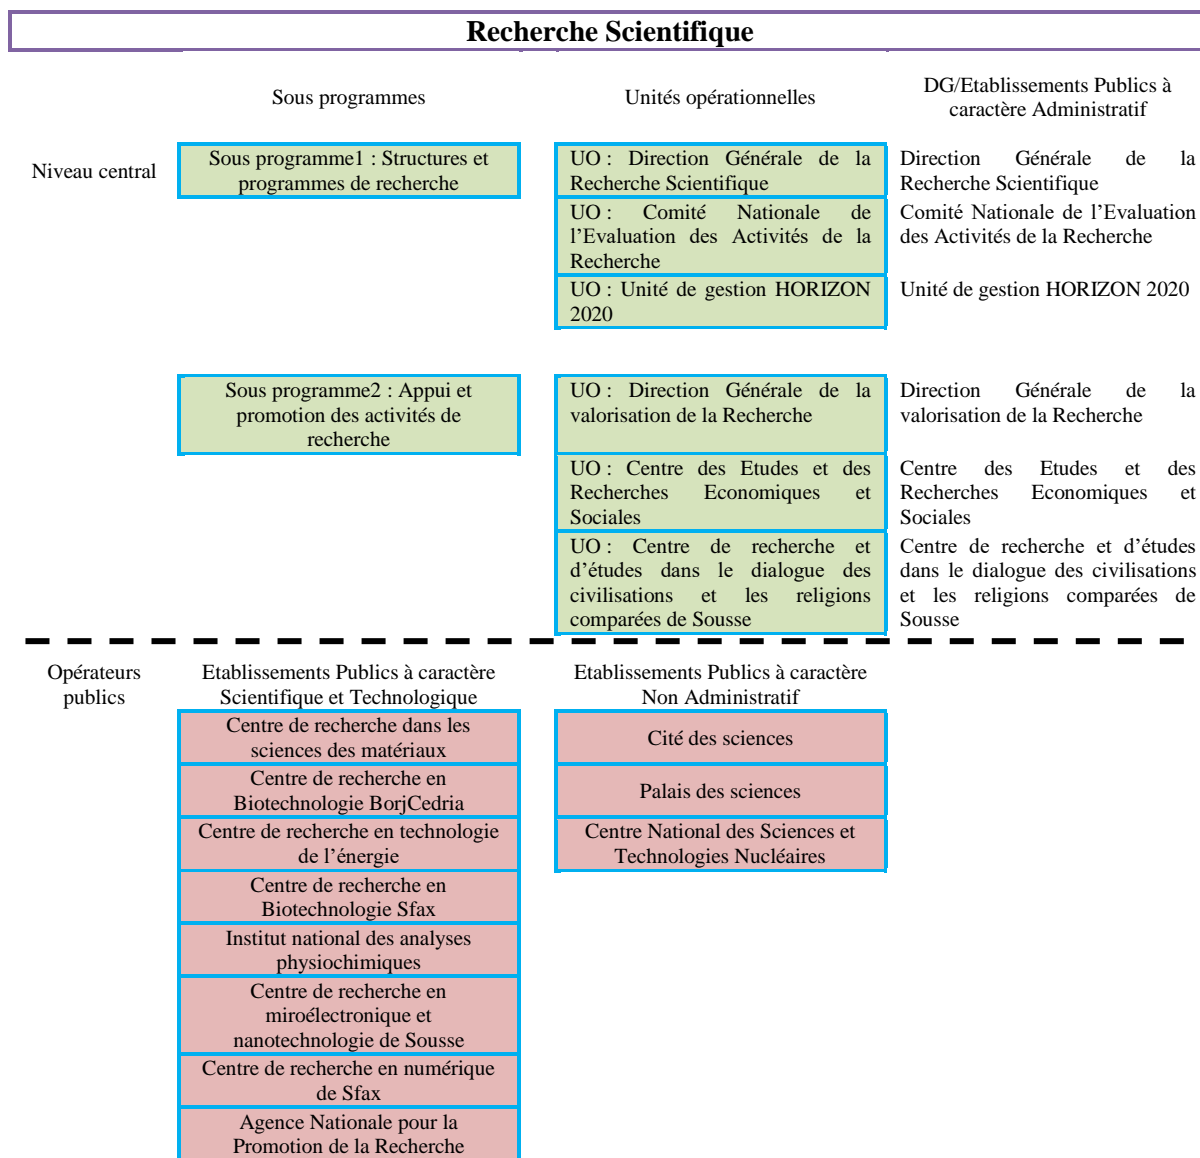 Recherche Scientifique
Sous programmes
Unités opérationnelles
DG/Etablissements Publics à
caractère Administratif
Niveau central
Sous programme1 : Structures et
programmes de recherche
UO : Direction Générale de la
Recherche Scientifique
Direction Générale de la
Recherche Scientifique
UO : Comité Nationale de
l’Evaluation des Activités de la
Recherche
Comité Nationale de l’Evaluation
des Activités de la Recherche
UO : Unité de gestion HORIZON
2020
Unité de gestion HORIZON 2020
Sous programme2 : Appui et
promotion des activités de
recherche
UO : Direction Générale de la
valorisation de la Recherche
Direction Générale de la
valorisation de la Recherche
UO : Centre des Etudes et des
Recherches Economiques et
Sociales
Centre des Etudes et des
Recherches Economiques et
Sociales
UO : Centre de recherche et
d’études dans le dialogue des
civilisations et les religions
comparées de Sousse
Centre de recherche et d’études
dans le dialogue des civilisations
et les religions comparées de
Sousse
Opérateurs
publics
Etablissements Publics à caractère
Scientifique et Technologique
Etablissements Publics à caractère
Non Administratif
Centre de recherche dans les
sciences des matériaux
Cité des sciences
Centre de recherche en
Biotechnologie BorjCedria
Palais des sciences
Centre de recherche en technologie
de l’énergie
Centre National des Sciences et
Technologies Nucléaires
Centre de recherche en
Biotechnologie Sfax
Institut national des analyses
physiochimiques
Centre de recherche en
miroélectronique et
nanotechnologie de Sousse
Centre de recherche en numérique
de Sfax
Agence Nationale pour la
Promotion de la Recherche